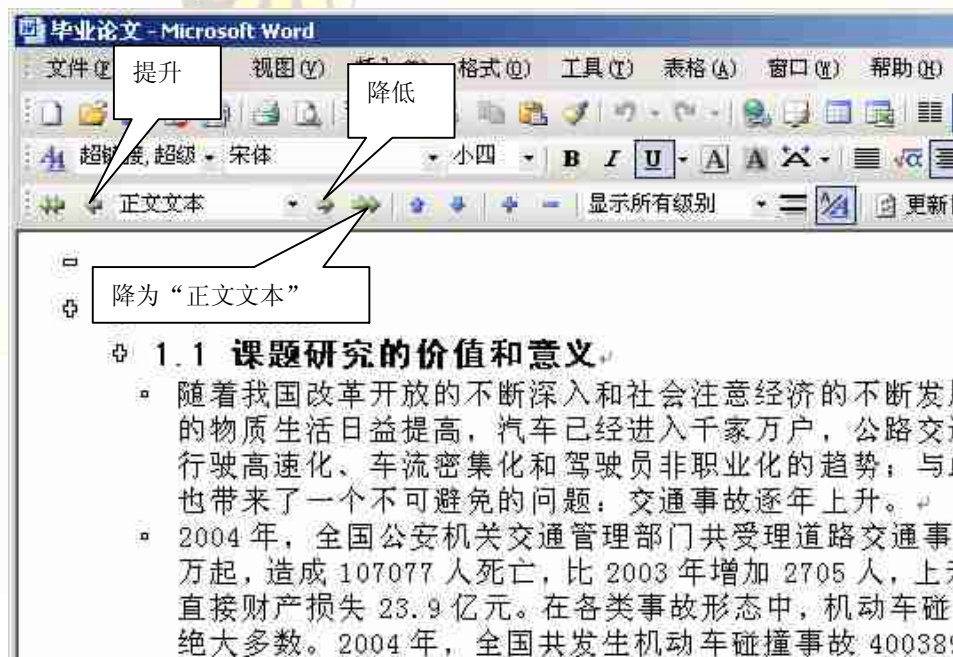 毕业论文 - Microsoft Word
视图(V) 格式(O) 工具(T) 表格(A) 窗口(W) 帮助(H)
提升
降低
超级 宋体 小四 B I U A A
正文文本 显示所有级别 更新
降为“正文文本”
1.1 课题研究的价值和意义
随着我国改革开放的不断深入和社会注意经济的不断发
的物质生活日益提高，汽车已经进入千家万户，公路交
行驶高速化、车流密集化和驾驶员非职业化的趋势；与
也带来了一个不可避免的问题：交通事故逐年上升。
2004年，全国公安机关交通管理部门共受理道路交通事
万起，造成 107077 人死亡，比 2003 年增加 2705 人，上
直接财产损失 23.9 亿元。在各类事故形态中，机动车碰
绝大多数。2004年，全国共发生机动车碰撞事故 400389